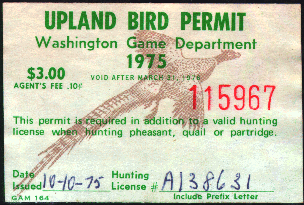 UPLAND BIRD PERMIT
Washington Game Department
1975
$3.00
VOID AFTER MARCH 31, 1976
AGENT'S FEE .10¢
115967
This permit is required in addition to a valid hunting
license when hunting pheasant, quail or partridge.
Date Issued 10-10-75 Hunting License # A138631
Include Prefix Letter
GAM 164